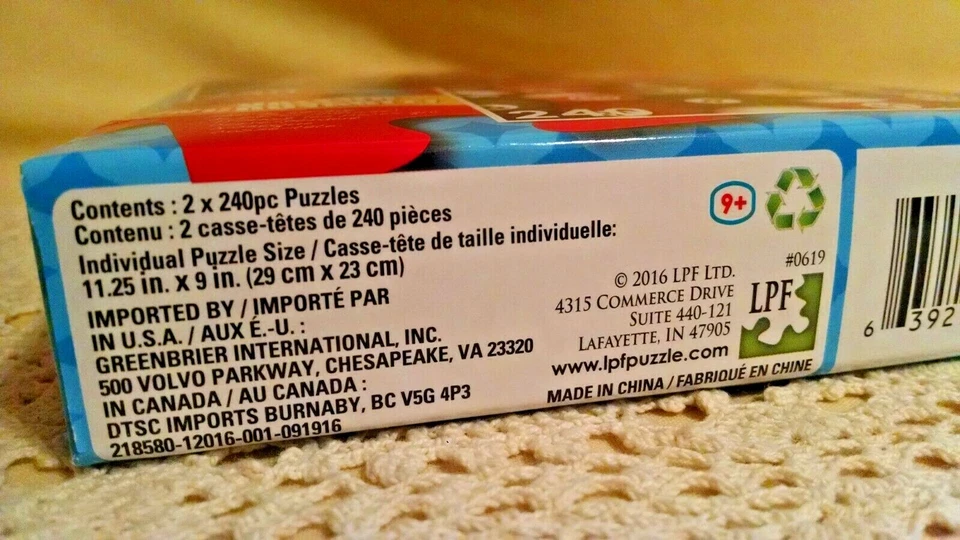 240
Contents : 2 x 240pc Puzzles
Contenu : 2 casse-têtes de 240 pièces
Individual Puzzle Size / Casse-tête de taille individuelle:
11.25 in. x 9 in. (29 cm x 23 cm)
IMPORTED BY / IMPORTÉ PAR
IN U.S.A. / AUX É.-U. :
GREENBRIER INTERNATIONAL, INC.
500 VOLVO PARKWAY, CHESAPEAKE, VA 23320
IN CANADA / AU CANADA :
DTSC IMPORTS BURNABY, BC V5G 4P3
218580-12016-001-091916
9+
#0619
© 2016 LPF LTD.
4315 COMMERCE DRIVE
SUITE 440-121
LAFAYETTE, IN 47905
www.lpfpuzzle.com
LPF
MADE IN CHINA / FABRIQUÉ EN CHINE
6 392